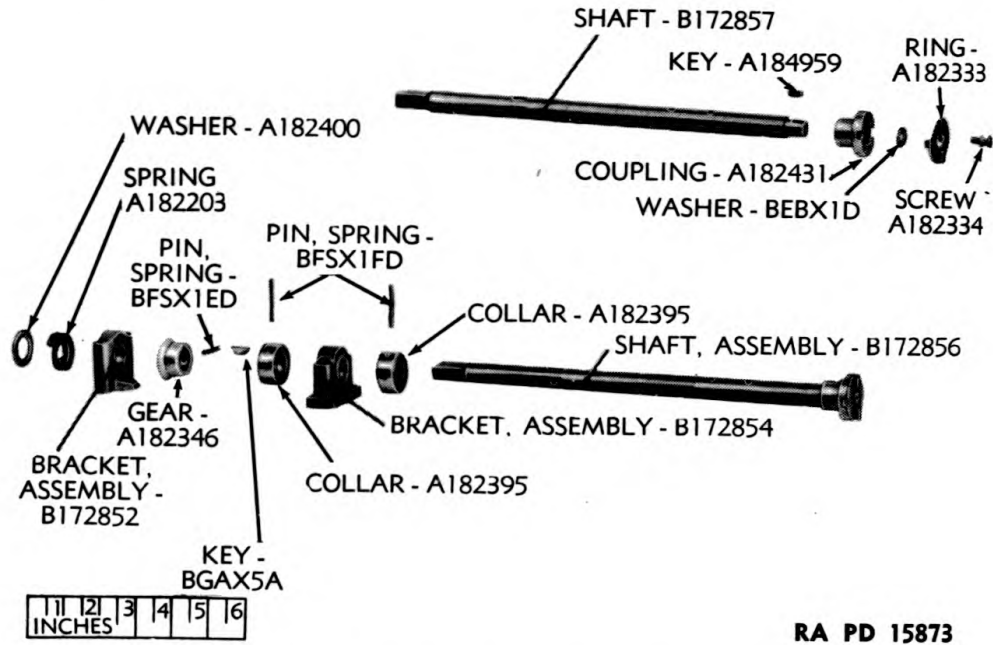 SHAFT - B172857
KEY - A184959
RING -
A182333
WASHER - A182400
COUPLING - A182431
WASHER - BEBX1D
SCREW
A182334
SPRING
A182203
PIN,
SPRING -
BFSX1ED
PIN, SPRING -
BFSX1FD
COLLAR - A182395
SHAFT, ASSEMBLY - B172856
GEAR -
A182346
BRACKET, ASSEMBLY - B172854
BRACKET,
ASSEMBLY -
B172852
COLLAR - A182395
KEY -
BGAX5A
1 2 3 4 5 6
INCHES
RA PD 15873